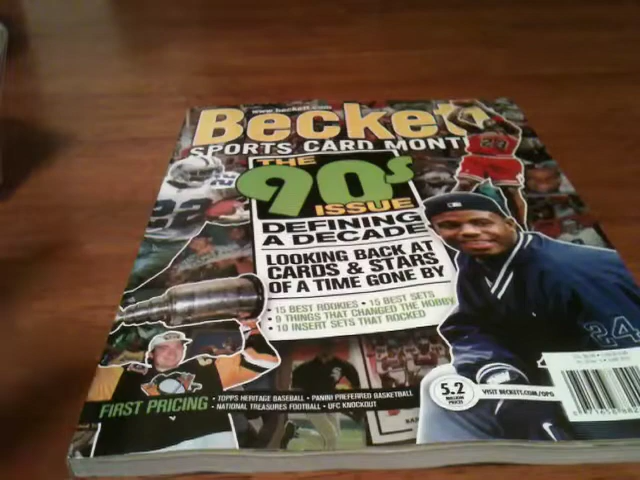 www.beckett.com
Beckett
SPORTS CARD MONT
THE
90s
ISSUE
DEFINING
A DECADE
LOOKING BACK AT
CARDS & STARS
OF A TIME GONE BY
• 15 BEST ROOKIES • 15 BEST SETS
• 9 THINGS THAT CHANGED THE HOBBY
• 10 INSERT SETS THAT ROCKED
22
23
24
FIRST PRICING
TOPPS HERITAGE BASEBALL • PANINI PREFERRED BASKETBALL
NATIONAL TREASURES FOOTBALL • UFC KNOCKOUT
5.2
MILLION
PRICES
VISIT BECKETT.COM/OPG